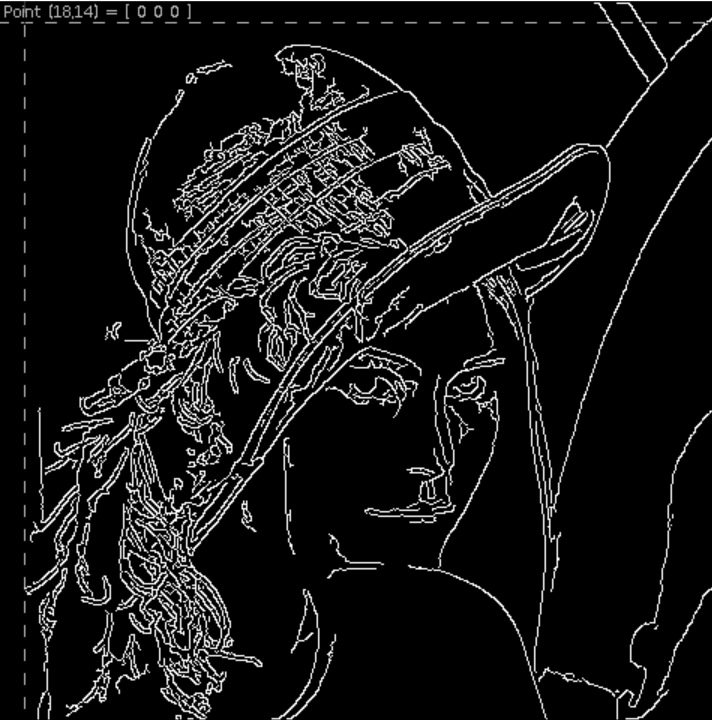 Point (18,14) = [ 0 0 0 ]